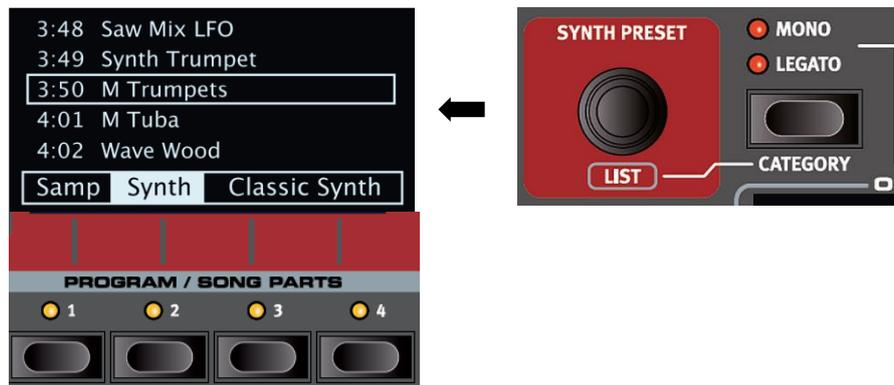 3:48 Saw Mix LFO
3:49 Synth Trumpet
3:50 M Trumpets
4:01 M Tuba
4:02 Wave Wood
Samp Synth Classic Synth
PROGRAM / SONG PARTS
1 2 3 4
SYNTH PRESET
LIST
MONO
LEGATO
CATEGORY